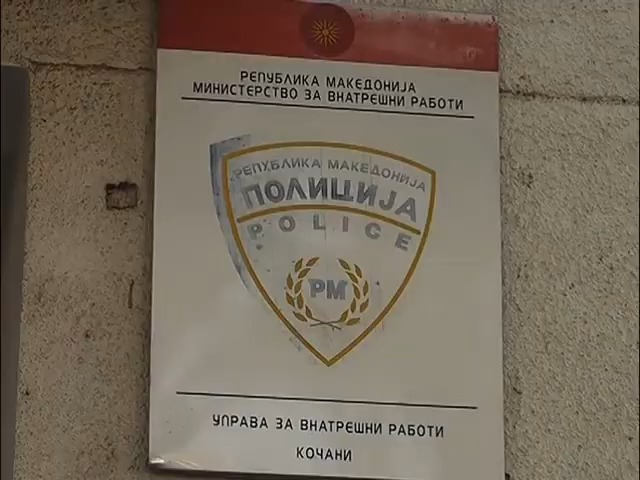 РЕПУБЛИКА МАКЕДОНИЈА
МИНИСТЕРСТВО ЗА ВНАТРЕШНИ РАБОТИ
РЕПУБЛИКА МАКЕДОНИЈА
ПОЛИЦИЈА
POLICE
РМ
УПРАВА ЗА ВНАТРЕШНИ РАБОТИ
КОЧАНИ